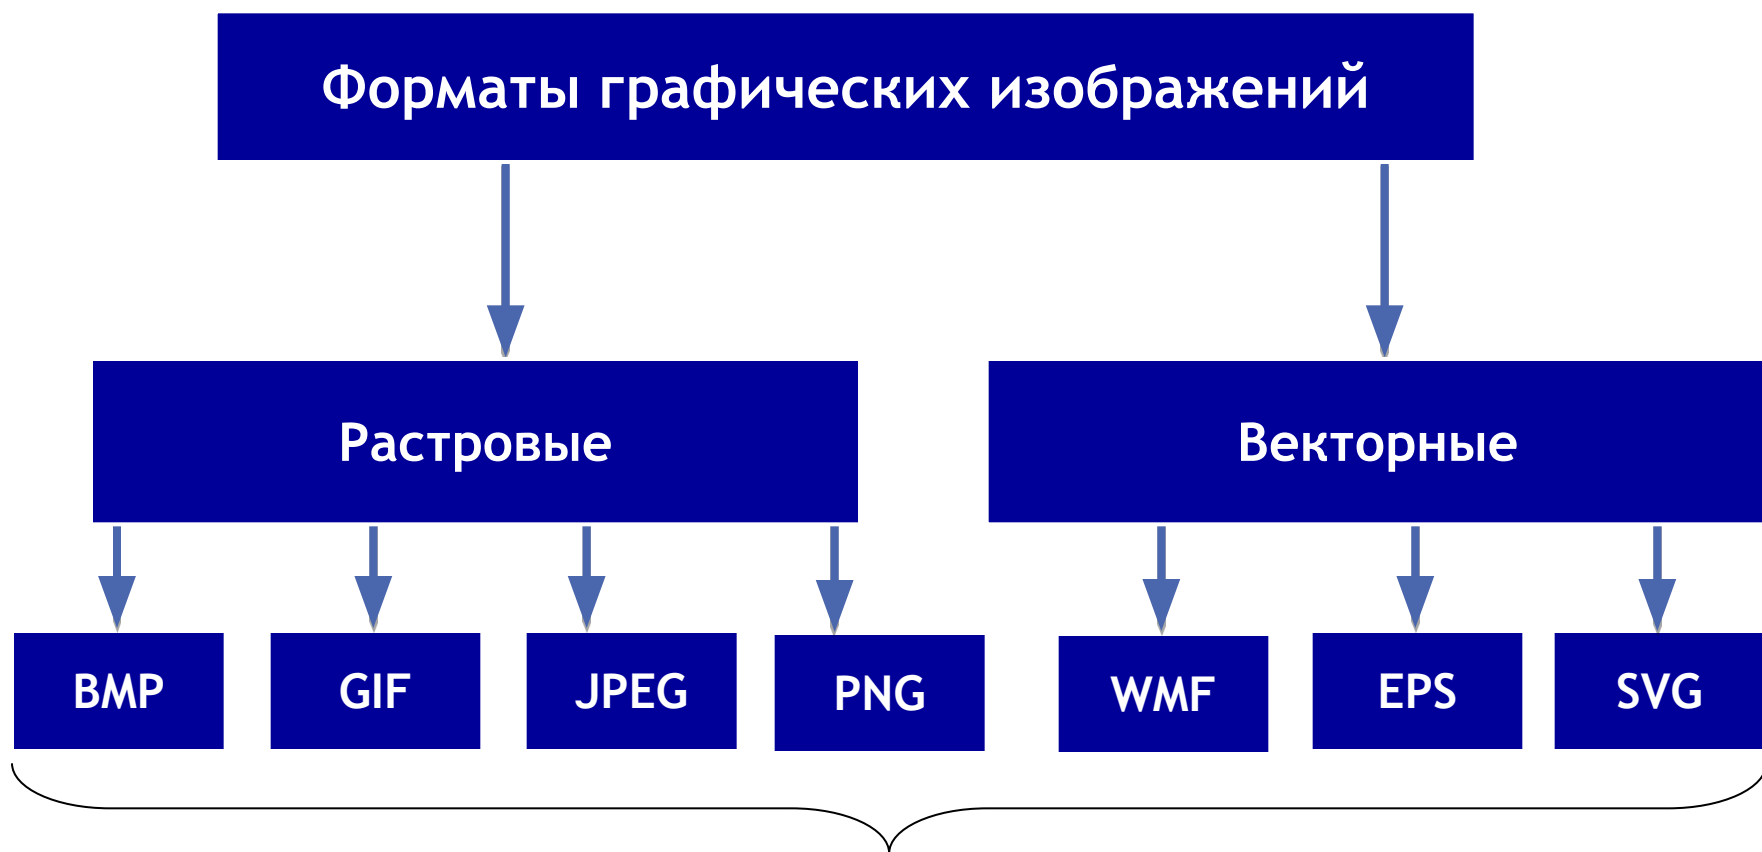 Форматы графических изображений
Растровые
Векторные
BMP
GIF
JPEG
PNG
WMF
EPS
SVG